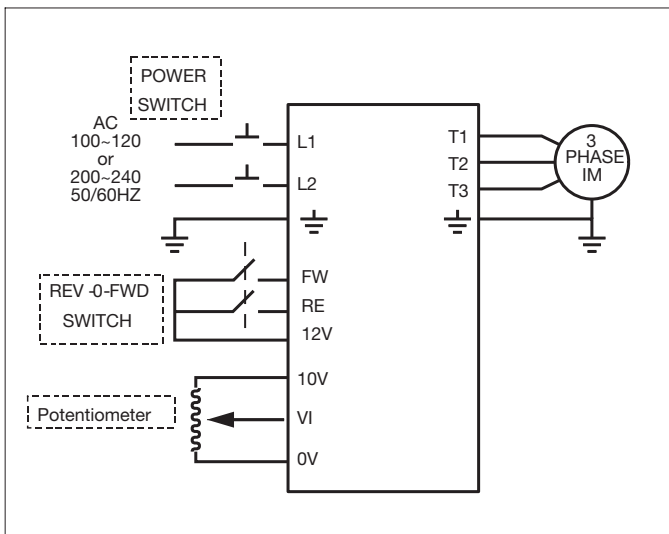 POWER
SWITCH
AC
100~120
or
200~240
50/60HZ
L1
L2
T1
T2
T3
3
PHASE
IM
REV -0-FWD
SWITCH
FW
RE
12V
Potentiometer
10V
VI
0V